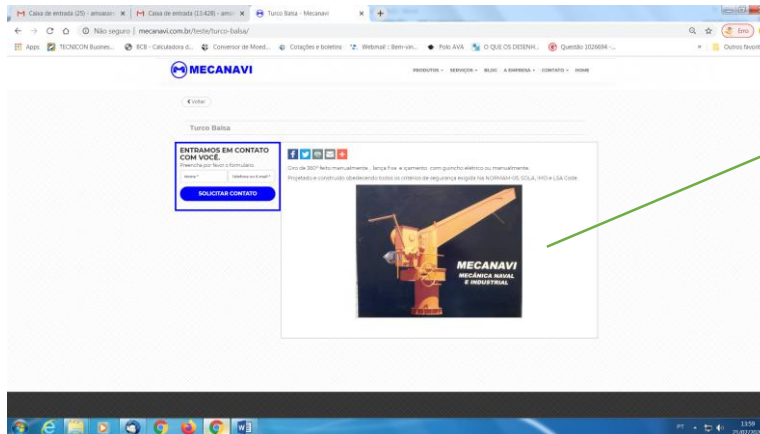 Caixa de entrada (25) - amoaras
Caixa de entrada (13.428) - amo
Turco Balsa - Mecanavi
Não seguro | mecanavi.com.br/teste/turco-balsa/
Erro
Apps
TECNICON Busines...
BCB - Calculadora d...
Conversor de Moed...
Cotações e boletins
Webmail :: Bem-vin...
Polo AVA
O QUE OS DESENH...
Questão 1026694 -...
Outros favorit
MECANAVI
PRODUTOS
SERVIÇOS
BLOG
A EMPRESA
CONTATO
HOME
Voltar
Turco Balsa
ENTRAMOS EM CONTATO
COM VOCÊ.
Preencha por favor o formulário.
Nome *
Telefone ou E-mail *
SOLICITAR CONTATO
Giro de 360° feito manualmente , lança fixa e içamento com guincho elétrico ou manualmente.
Projetado e construído obedecendo todos os critérios de segurança exigida na NORMAM-05, SOLA, IMO e LSA Code.
MECANAVI
MECÂNICA NAVAL
E INDUSTRIAL
PT
13:59